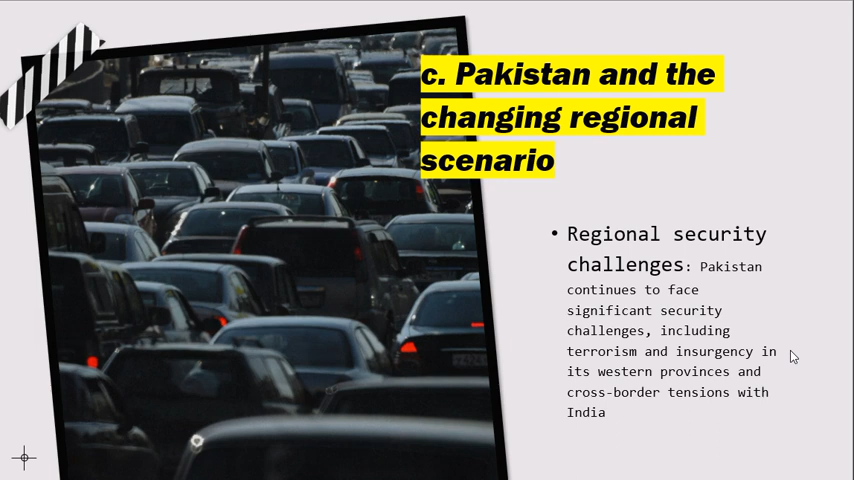 c. Pakistan and the
changing regional
scenario
• Regional security
challenges: Pakistan
continues to face
significant security
challenges, including
terrorism and insurgency in
its western provinces and
cross-border tensions with
India